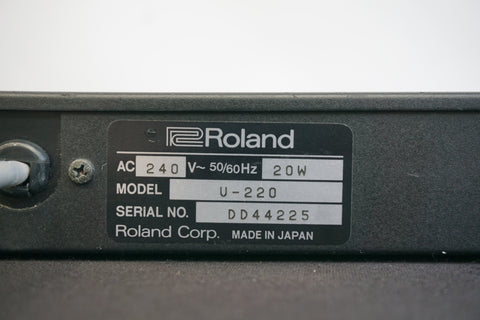 Roland
AC 240 V~ 50/60Hz 20W
MODEL U-220
SERIAL NO. DD44225
Roland Corp. MADE IN JAPAN